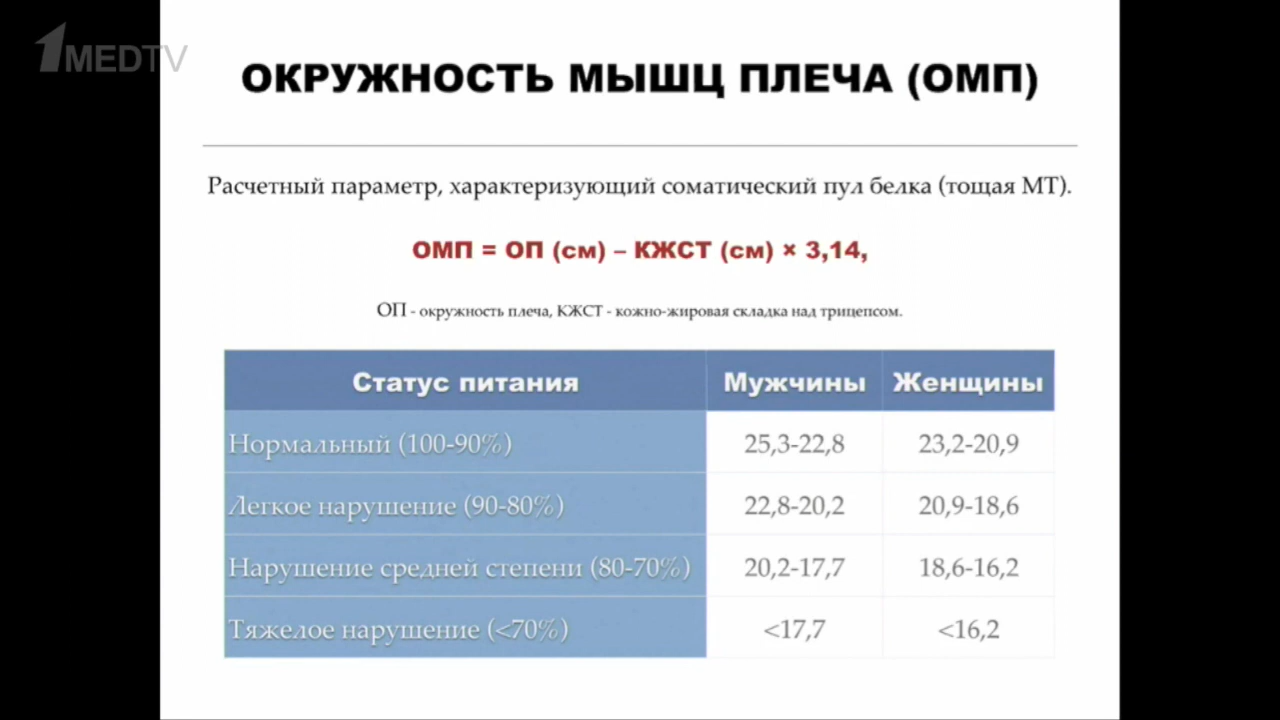 1MEDTV
ОКРУЖНОСТЬ МЫШЦ ПЛЕЧА (ОМП)
Расчетный параметр, характеризующий соматический пул белка (тощая МТ).
ОМП = ОП (см) – КЖСТ (см) × 3,14,
ОП - окружность плеча, КЖСТ - кожно-жировая складка над трицепсом.
Статус питания Мужчины Женщины
Нормальный (100-90%) 25,3-22,8 23,2-20,9
Легкое нарушение (90-80%) 22,8-20,2 20,9-18,6
Нарушение средней степени (80-70%) 20,2-17,7 18,6-16,2
Тяжелое нарушение (<70%) <17,7 <16,2